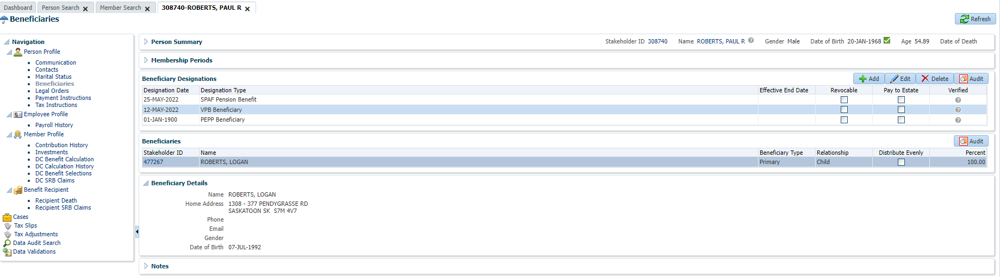 Dashboard Person Search Member Search 308740-ROBERTS, PAUL R
Beneficiaries
Refresh
Navigation
Person Profile
Communication
Contacts
Marital Status
Beneficiaries
Legal Orders
Payment Instructions
Tax Instructions
Employee Profile
Payroll History
Member Profile
Contribution History
Investments
DC Benefit Calculation
DC Calculation History
DC Benefit Selections
DC SRB Claims
Benefit Recipient
Recipient Death
Recipient SRB Claims
Cases
Tax Slips
Tax Adjustments
Data Audit Search
Data Validations
Person Summary Stakeholder ID 308740 Name ROBERTS, PAUL R Gender Male Date of Birth 20-JAN-1968 Age 54.89 Date of Death
Membership Periods
Beneficiary Designations Add Edit Delete Audit
Designation Date Designation Type Effective End Date Revocable Pay to Estate Verified
25-MAY-2022 SPAF Pension Benefit
12-MAY-2022 VPB Beneficiary
01-JAN-1900 PEPP Beneficiary
Beneficiaries Audit
Stakeholder ID Name Beneficiary Type Relationship Distribute Evenly Percent
477267 ROBERTS, LOGAN Primary Child 100.00
Beneficiary Details
Name ROBERTS, LOGAN
Home Address 1308 - 377 PENDYGRASSE RD
SASKATOON SK S7M 4V7
Phone
Email
Gender
Date of Birth 07-JUL-1992
Notes